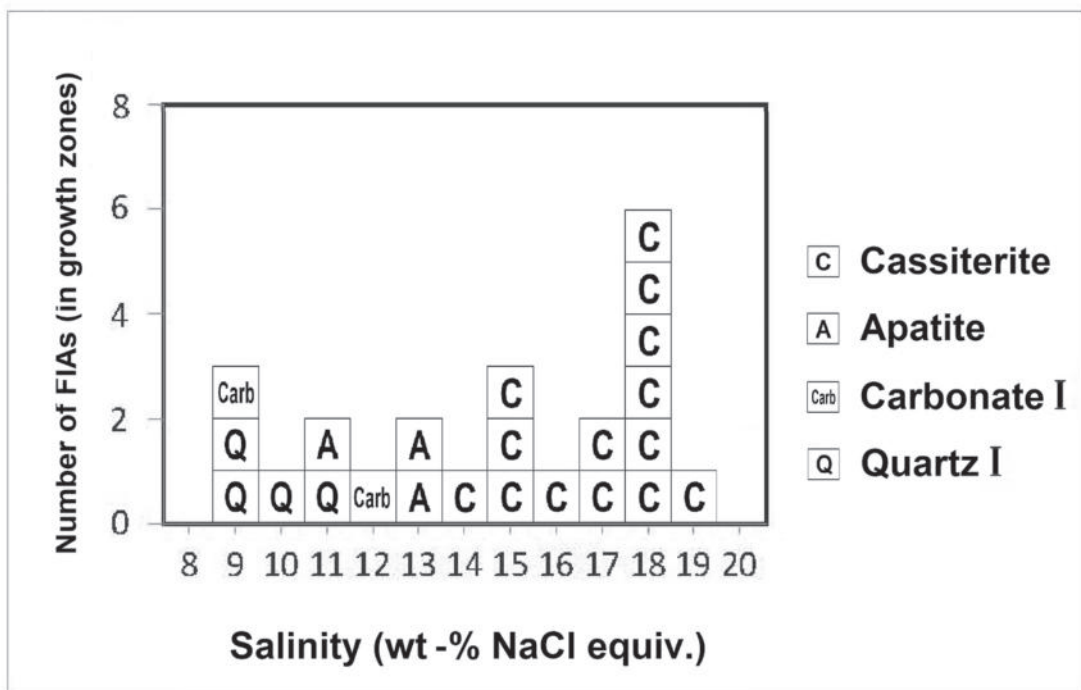 Number of FIAs (in growth zones)
8
6
4
2
0
C
C
C
Carb C C
Q A A C C C
Q Q Q Carb A C C C C C C
8 9 10 11 12 13 14 15 16 17 18 19 20
Salinity (wt -% NaCl equiv.)
C Cassiterite
A Apatite
Carb Carbonate I
Q Quartz I